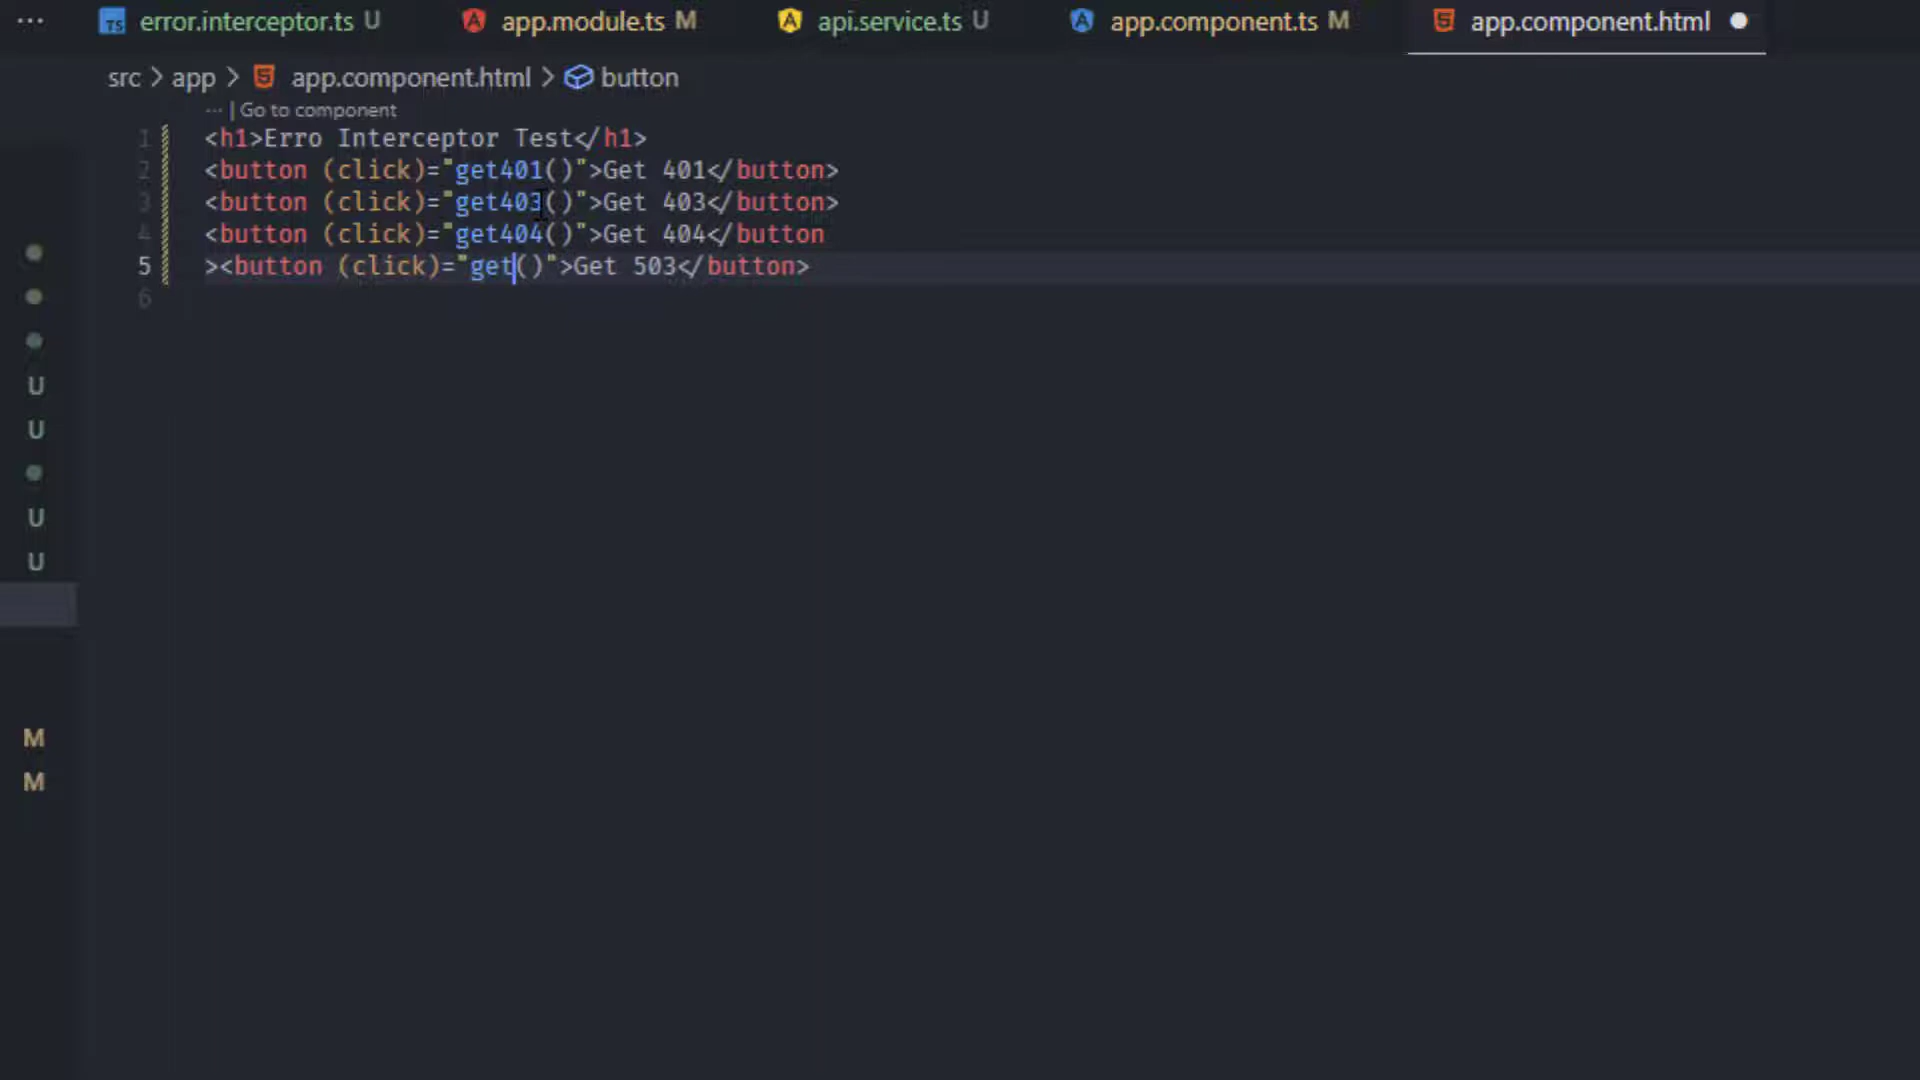 ··· error.interceptor.ts U app.module.ts M api.service.ts U app.component.ts M app.component.html
src > app > app.component.html > button
··· | Go to component
1 <h1>Erro Interceptor Test</h1>
2 <button (click)="get401()">Get 401</button>
3 <button (click)="get403()">Get 403</button>
4 <button (click)="get404()">Get 404</button
5 ><button (click)="get()">Get 503</button>
6
U
U
U
U
M
M